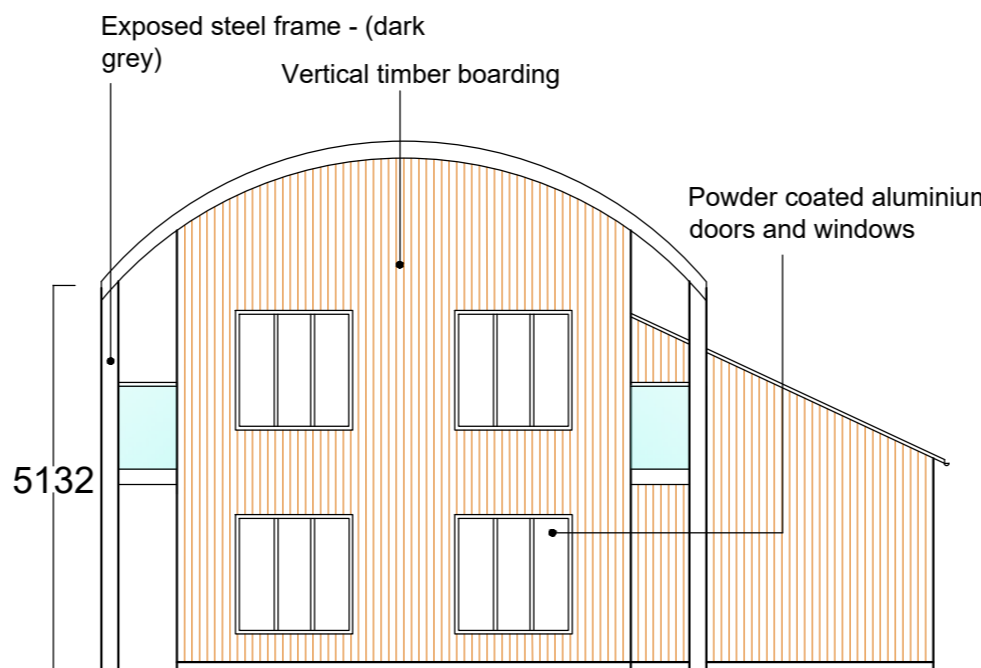 Exposed steel frame - (dark
grey)
Vertical timber boarding
Powder coated aluminium
doors and windows
5132